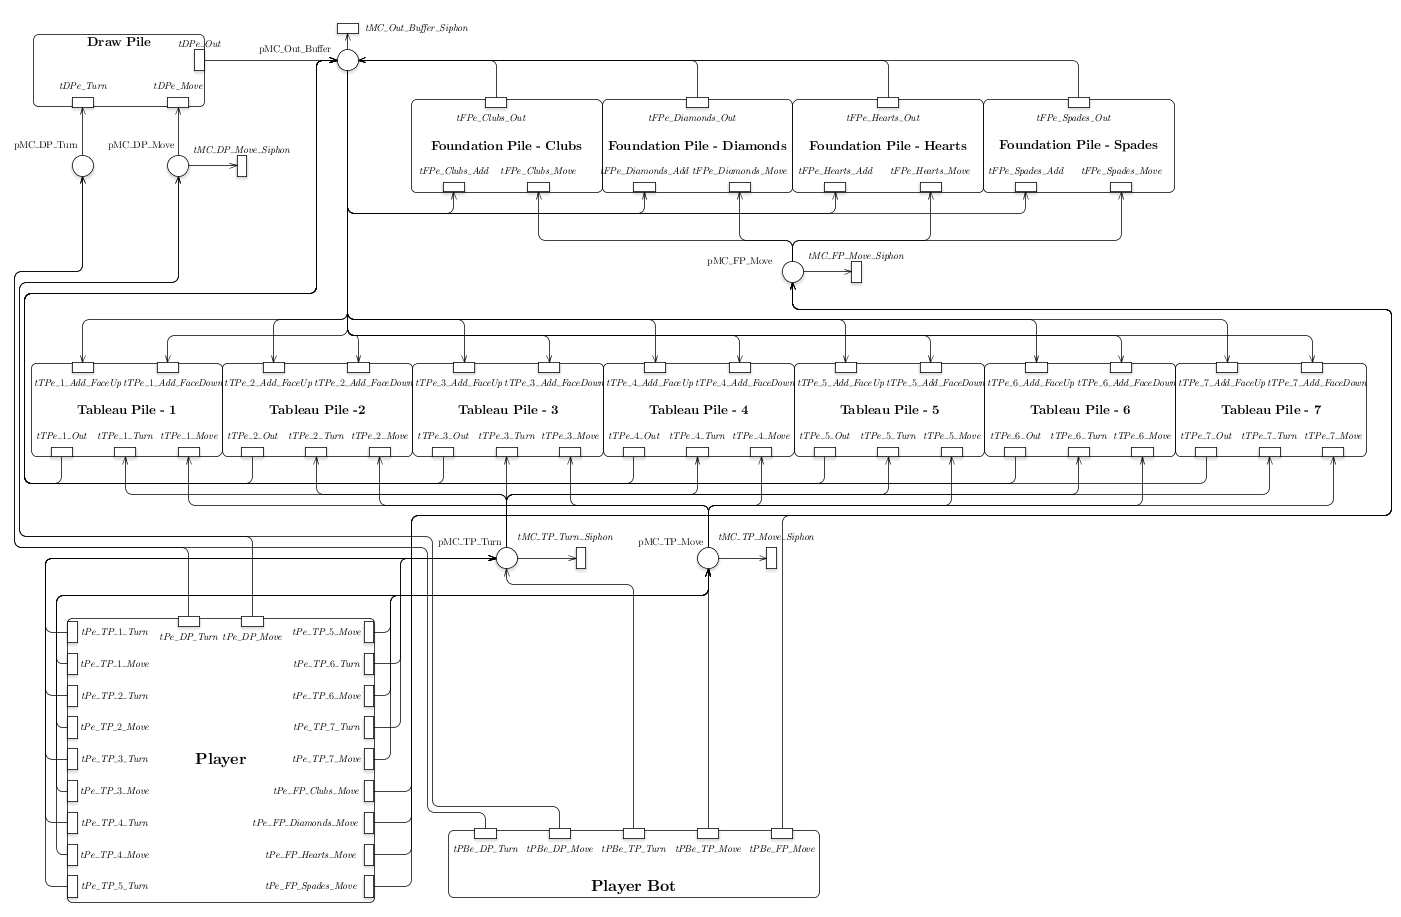 tMC_Out_Buffer_Siphon
Draw Pile
tDPe_Out
pMC_Out_Buffer
tDPe_Turn
tDPe_Move
tFPe_Clubs_Out
tFPe_Diamonds_Out
tFPe_Hearts_Out
tFPe_Spades_Out
pMC_DP_Turn
pMC_DP_Move
tMC_DP_Move_Siphon
Foundation Pile - Clubs
Foundation Pile - Diamonds
Foundation Pile - Hearts
Foundation Pile - Spades
tFPe_Clubs_Add
tFPe_Clubs_Move
tFPe_Diamonds_Add
tFPe_Diamonds_Move
tFPe_Hearts_Add
tFPe_Hearts_Move
tFPe_Spades_Add
tFPe_Spades_Move
pMC_FP_Move
tMC_FP_Move_Siphon
tTPe_1_Add_FaceUp
tTPe_1_Add_FaceDown
tTPe_2_Add_FaceUp
tTPe_2_Add_FaceDown
tTPe_3_Add_FaceUp
tTPe_3_Add_FaceDown
tTPe_4_Add_FaceUp
tTPe_4_Add_FaceDown
tTPe_5_Add_FaceUp
tTPe_5_Add_FaceDown
tTPe_6_Add_FaceUp
tTPe_6_Add_FaceDown
tTPe_7_Add_FaceUp
tTPe_7_Add_FaceDown
Tableau Pile - 1
Tableau Pile -2
Tableau Pile - 3
Tableau Pile - 4
Tableau Pile - 5
Tableau Pile - 6
Tableau Pile - 7
tTPe_1_Out
tTPe_1_Turn
tTPe_1_Move
tTPe_2_Out
tTPe_2_Turn
tTPe_2_Move
tTPe_3_Out
tTPe_3_Turn
tTPe_3_Move
tTPe_4_Out
tTPe_4_Turn
tTPe_4_Move
tTPe_5_Out
tTPe_5_Turn
tTPe_5_Move
tTPe_6_Out
tTPe_6_Turn
tTPe_6_Move
tTPe_7_Out
tTPe_7_Turn
tTPe_7_Move
pMC_TP_Turn
tMC_TP_Turn_Siphon
pMC_TP_Move
tMC_TP_Move_Siphon
tPe_DP_Turn
tPe_DP_Move
tPe_TP_1_Turn
tPe_TP_1_Move
tPe_TP_2_Turn
tPe_TP_2_Move
tPe_TP_3_Turn
tPe_TP_3_Move
tPe_TP_4_Turn
tPe_TP_4_Move
tPe_TP_5_Turn
Player
tPe_TP_5_Move
tPe_TP_6_Turn
tPe_TP_6_Move
tPe_TP_7_Turn
tPe_TP_7_Move
tPe_FP_Clubs_Move
tPe_FP_Diamonds_Move
tPe_FP_Hearts_Move
tPe_FP_Spades_Move
tPBe_DP_Turn
tPBe_DP_Move
tPBe_TP_Turn
tPBe_TP_Move
tPBe_FP_Move
Player Bot